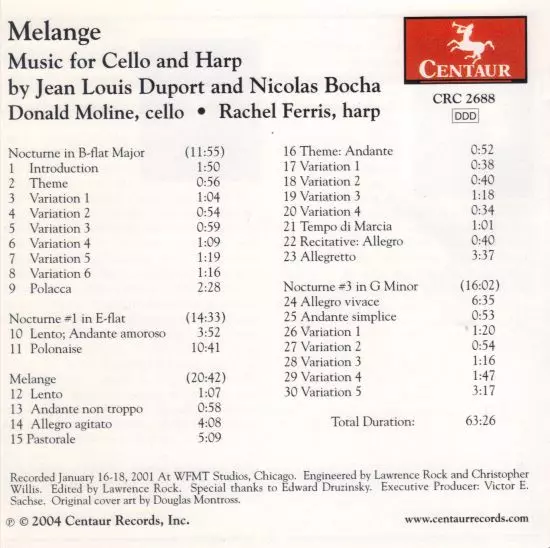 Melange
Music for Cello and Harp
by Jean Louis Duport and Nicolas Bocha
Donald Moline, cello • Rachel Ferris, harp
CENTAUR
CRC 2688
DDD
Nocturne in B-flat Major (11:55)
1 Introduction 1:50
2 Theme 0:56
3 Variation 1 1:04
4 Variation 2 0:54
5 Variation 3 0:59
6 Variation 4 1:09
7 Variation 5 1:19
8 Variation 6 1:16
9 Polacca 2:28
Nocturne #1 in E-flat (14:33)
10 Lento; Andante amoroso 3:52
11 Polonaise 10:41
Melange (20:42)
12 Lento 1:07
13 Andante non troppo 0:58
14 Allegro agitato 4:08
15 Pastorale 5:09
16 Theme: Andante 0:52
17 Variation 1 0:38
18 Variation 2 0:40
19 Variation 3 1:18
20 Variation 4 0:34
21 Tempo di Marcia 1:01
22 Recitative: Allegro 0:40
23 Allegretto 3:37
Nocturne #3 in G Minor (16:02)
24 Allegro vivace 6:35
25 Andante simplice 0:53
26 Variation 1 1:20
27 Variation 2 0:54
28 Variation 3 1:16
29 Variation 4 1:47
30 Variation 5 3:17
Total Duration: 63:26
Recorded January 16-18, 2001 At WFMT Studios, Chicago. Engineered by Lawrence Rock and Christopher
Willis. Edited by Lawrence Rock. Special thanks to Edward Druzinsky. Executive Producer: Victor E.
Sachse. Original cover art by Douglas Montross.
℗ © 2004 Centaur Records, Inc.
www.centaurrecords.com